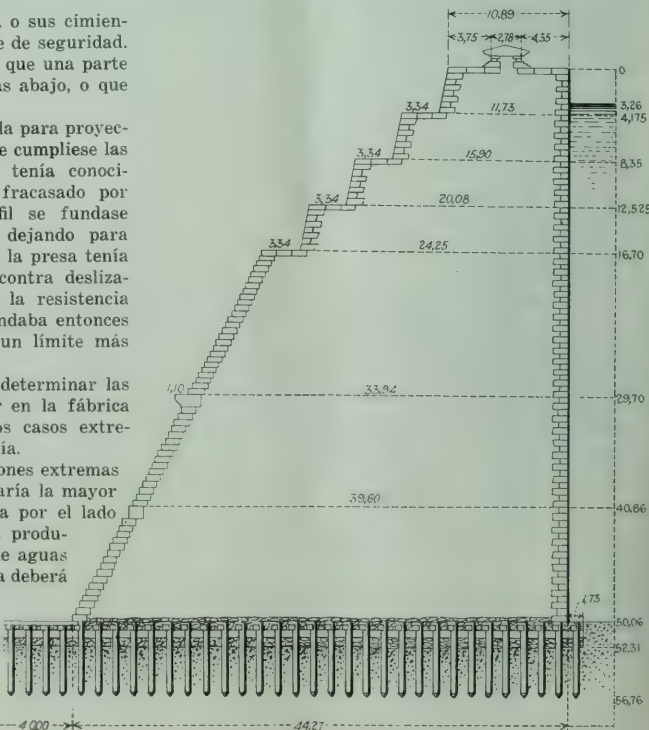 o sus cimien-
e de seguridad.
que una parte
s abajo, o que
la para proyec-
e cumpliese las
tenía conoci-
fracasado por
fil se fundase
dejando para
la presa tenía
contra desliza-
la resistencia
ndaba entonces
un límite más
determinar las
r en la fábrica
os casos extre-
ía.
ones extremas
aría la mayor
a por el lado
produ-
e aguas
a deberá
10,89
3,75 2,78 4,35
0
3,26
3,34 11,73 4,175
3,34 15,90 8,35
3,34 20,08 12,525
3,34 24,25 16,70
1,10 33,94 29,70
39,60 40,86
1,73
50,06
52,31
56,76
4,000 44,27